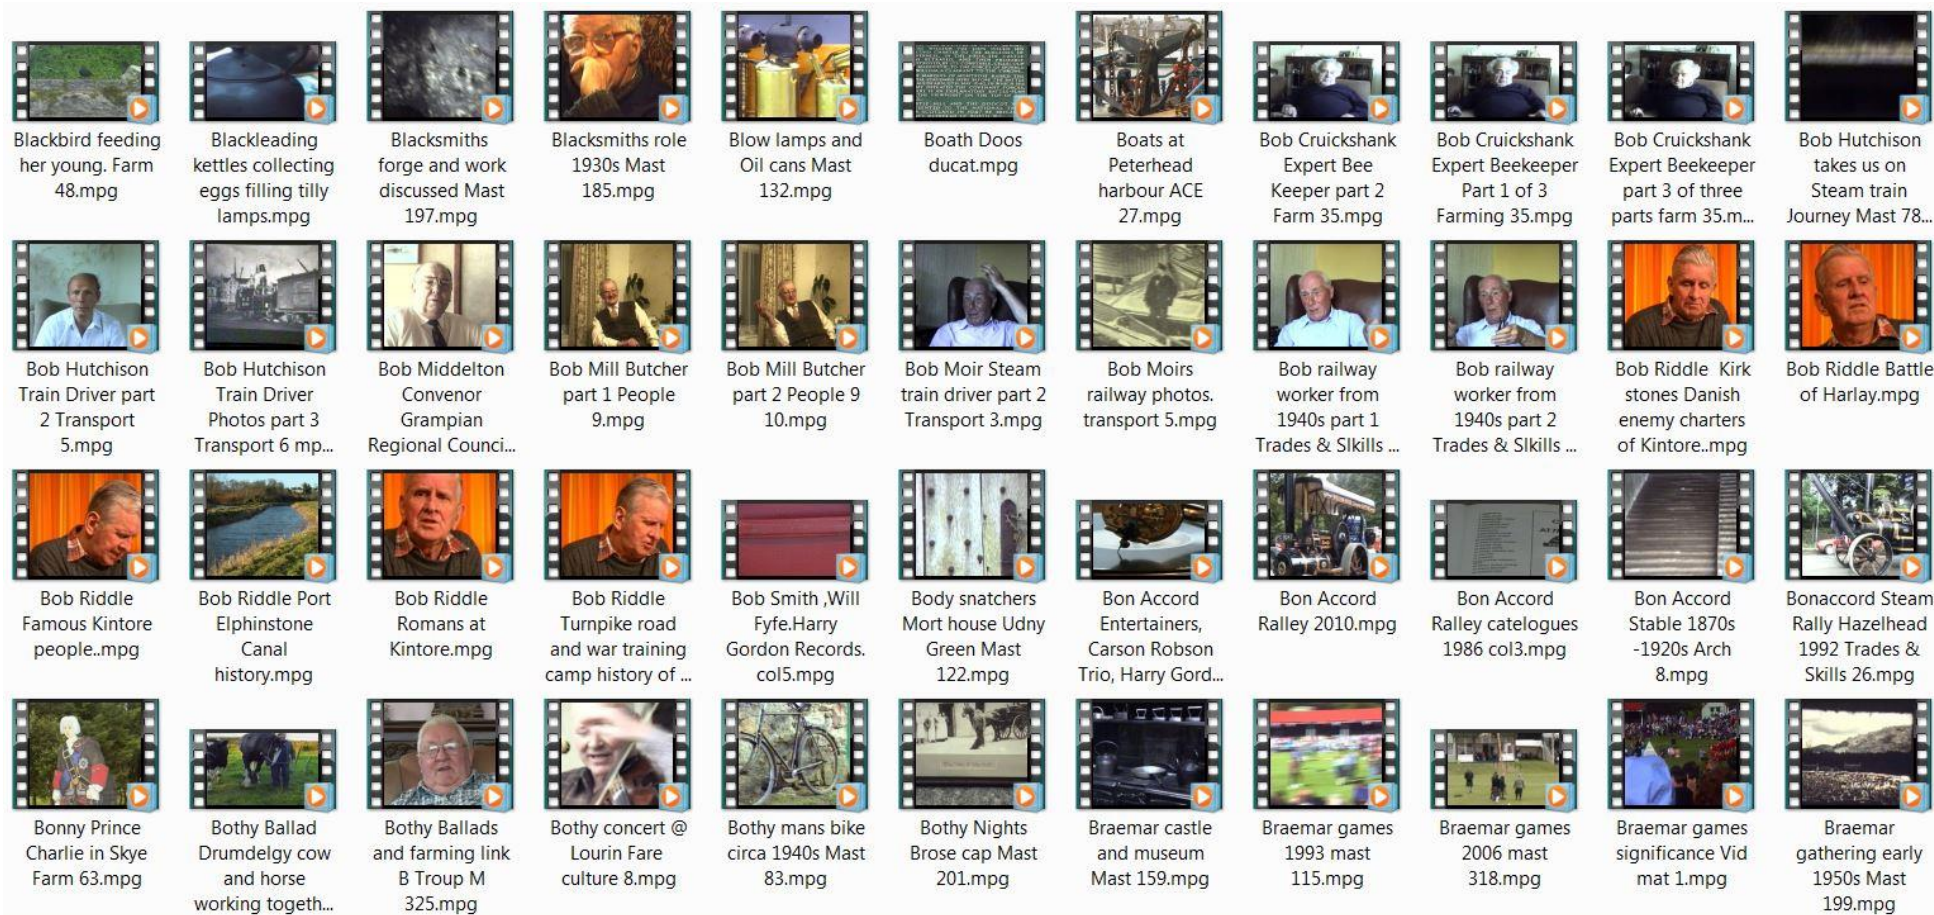 Blackbird feeding
her young. Farm
48.mpg
Blackleading
kettles collecting
eggs filling tilly
lamps.mpg
Blacksmiths
forge and work
discussed Mast
197.mpg
Blacksmiths role
1930s Mast
185.mpg
Blow lamps and
Oil cans Mast
132.mpg
Boath Doos
ducat.mpg
Boats at
Peterhead
harbour ACE
27.mpg
Bob Cruickshank
Expert Bee
Keeper part 2
Farm 35.mpg
Bob Cruickshank
Expert Beekeeper
Part 1 of 3
Farming 35.mpg
Bob Cruickshank
Expert Beekeeper
part 3 of three
parts farm 35.m...
Bob Hutchison
takes us on
Steam train
Journey Mast 78...
Bob Hutchison
Train Driver part
2 Transport
5.mpg
Bob Hutchison
Train Driver
Photos part 3
Transport 6 mp...
Bob Middelton
Convenor
Grampian
Regional Counci...
Bob Mill Butcher
part 1 People
9.mpg
Bob Mill Butcher
part 2 People 9
10.mpg
Bob Moir Steam
train driver part 2
Transport 3.mpg
Bob Moirs
railway photos.
transport 5.mpg
Bob railway
worker from
1940s part 1
Trades & Slkills ...
Bob railway
worker from
1940s part 2
Trades & Slkills ...
Bob Riddle  Kirk
stones Danish
enemy charters
of Kintore..mpg
Bob Riddle Battle
of Harlay.mpg
Bob Riddle
Famous Kintore
people..mpg
Bob Riddle Port
Elphinstone
Canal
history.mpg
Bob Riddle
Romans at
Kintore.mpg
Bob Riddle
Turnpike road
and war training
camp history of ...
Bob Smith ,Will
Fyfe.Harry
Gordon Records.
col5.mpg
Body snatchers
Mort house Udny
Green Mast
122.mpg
Bon Accord
Entertainers,
Carson Robson
Trio, Harry Gord...
Bon Accord
Ralley 2010.mpg
Bon Accord
Ralley catelogues
1986 col3.mpg
Bon Accord
Stable 1870s
-1920s Arch
8.mpg
Bonaccord Steam
Rally Hazelhead
1992 Trades &
Skills 26.mpg
Bonny Prince
Charlie in Skye
Farm 63.mpg
Bothy Ballad
Drumdelgy cow
and horse
working togeth...
Bothy Ballads
and farming link
B Troup M
325.mpg
Bothy concert @
Lourin Fare
culture 8.mpg
Bothy mans bike
circa 1940s Mast
83.mpg
Bothy Nights
Brose cap Mast
201.mpg
Braemar castle
and museum
Mast 159.mpg
Braemar games
1993 mast
115.mpg
Braemar games
2006 mast
318.mpg
Braemar games
significance Vid
mat 1.mpg
Braemar
gathering early
1950s Mast
199.mpg